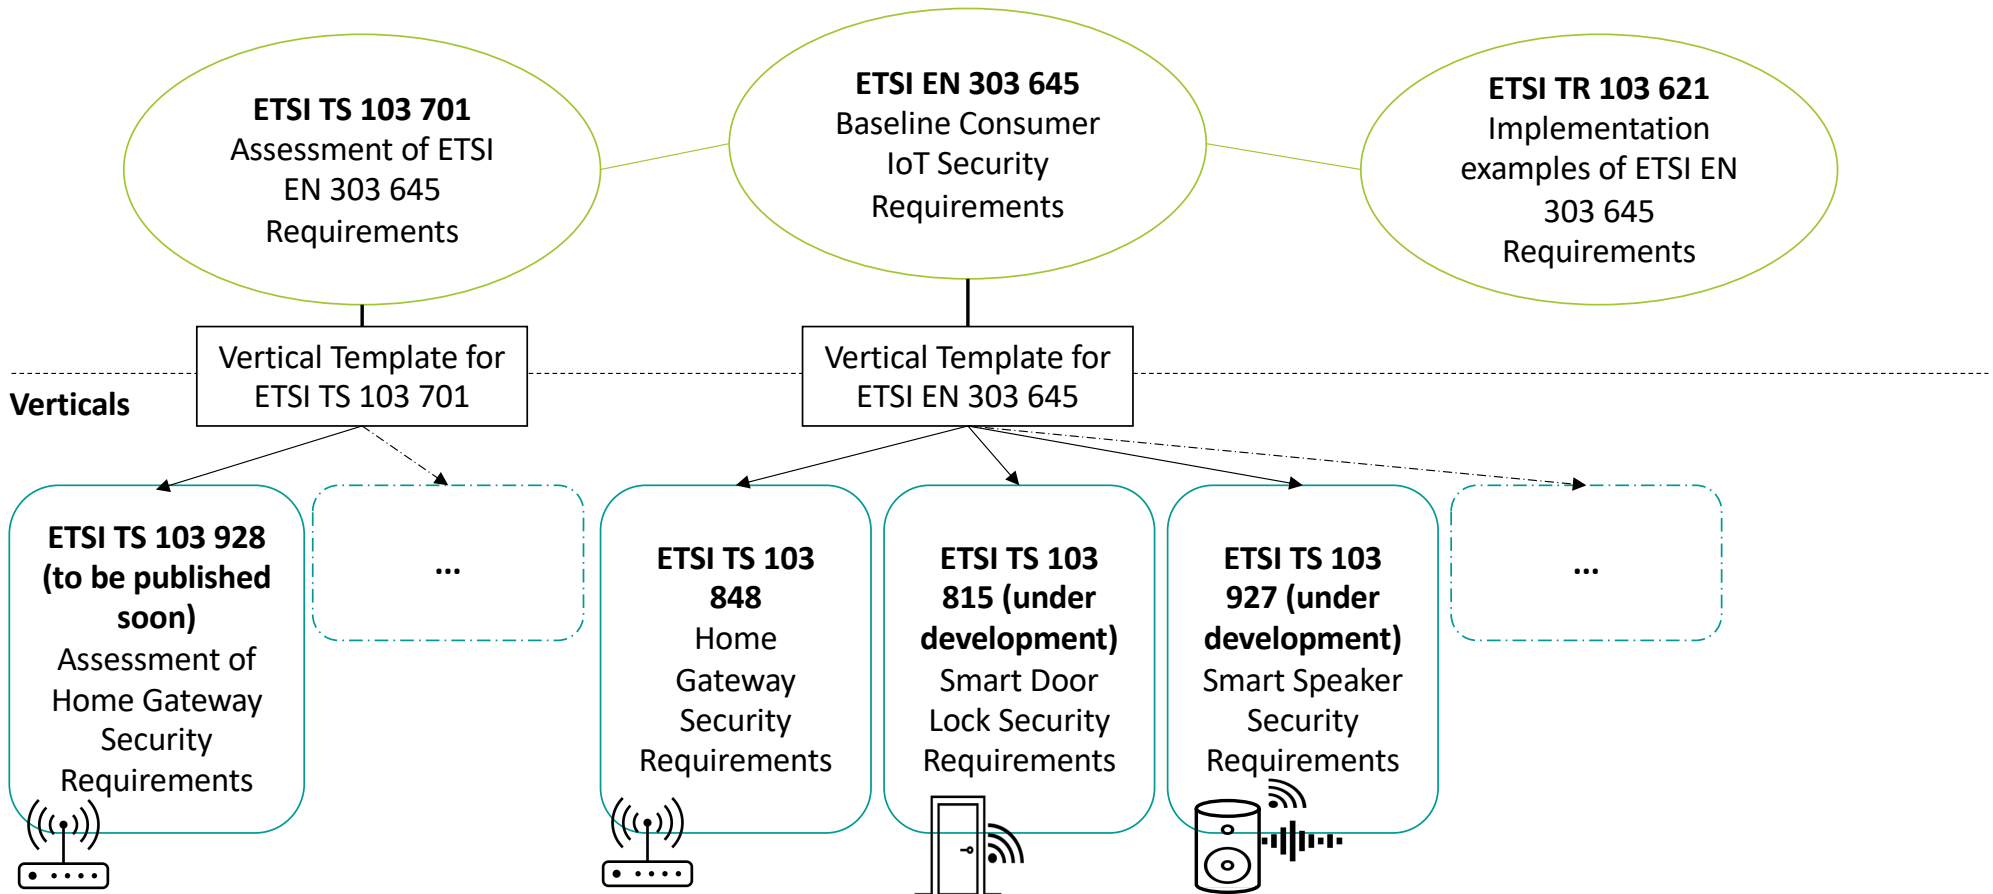 ETSI TS 103 701
Assessment of ETSI
EN 303 645
Requirements
ETSI EN 303 645
Baseline Consumer
IoT Security
Requirements
ETSI TR 103 621
Implementation
examples of ETSI EN
303 645
Requirements
Vertical Template for
ETSI TS 103 701
Vertical Template for
ETSI EN 303 645
Verticals
ETSI TS 103 928
(to be published
soon)
Assessment of
Home Gateway
Security
Requirements
...
ETSI TS 103
848
Home
Gateway
Security
Requirements
ETSI TS 103
815 (under
development)
Smart Door
Lock Security
Requirements
ETSI TS 103
927 (under
development)
Smart Speaker
Security
Requirements
...